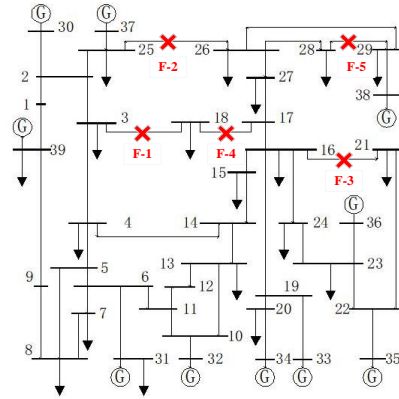 G G
30 37
25 26 28 29
F-2 F-5
2 27 38
1 G
G 3 18 17
39 F-1 F-4 16 21
15 F-3
G
4 14 24 36
13 23
5 6 12 19
9 22
7 11 20
10
8 31 32 34 33 35
G G G G G